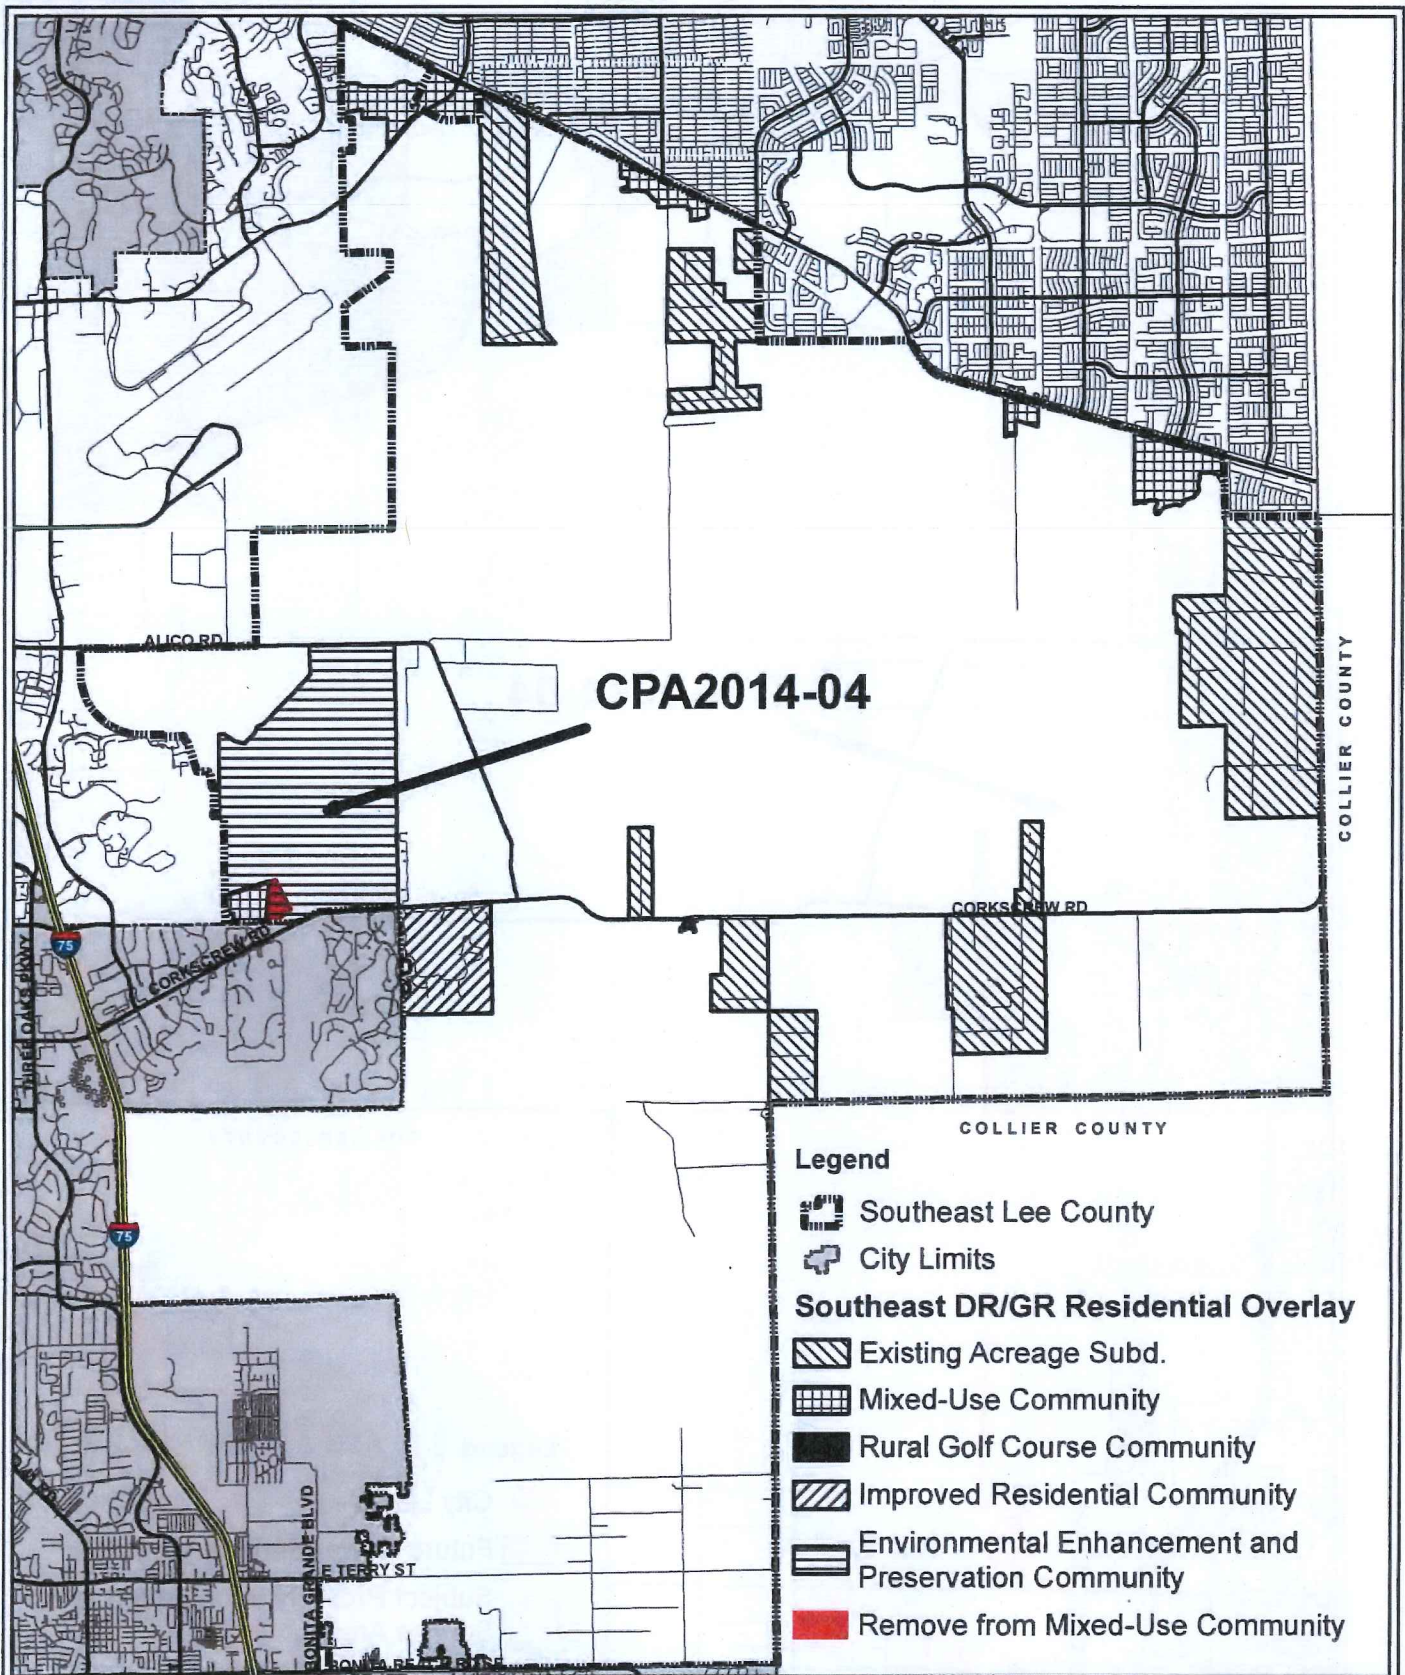 ALICO RD
CPA2014-04
COLLIER COUNTY
CORKSCREW RD
75
CORKSCREW RD
THREE OAKS PKWY
COLLIER COUNTY
75
Legend
Southeast Lee County
City Limits
Southeast DR/GR Residential Overlay
Existing Acreage Subd.
Mixed-Use Community
Rural Golf Course Community
Improved Residential Community
Environmental Enhancement and
Preservation Community
Remove from Mixed-Use Community
BONITA GRANDE BLVD
E TERRY ST